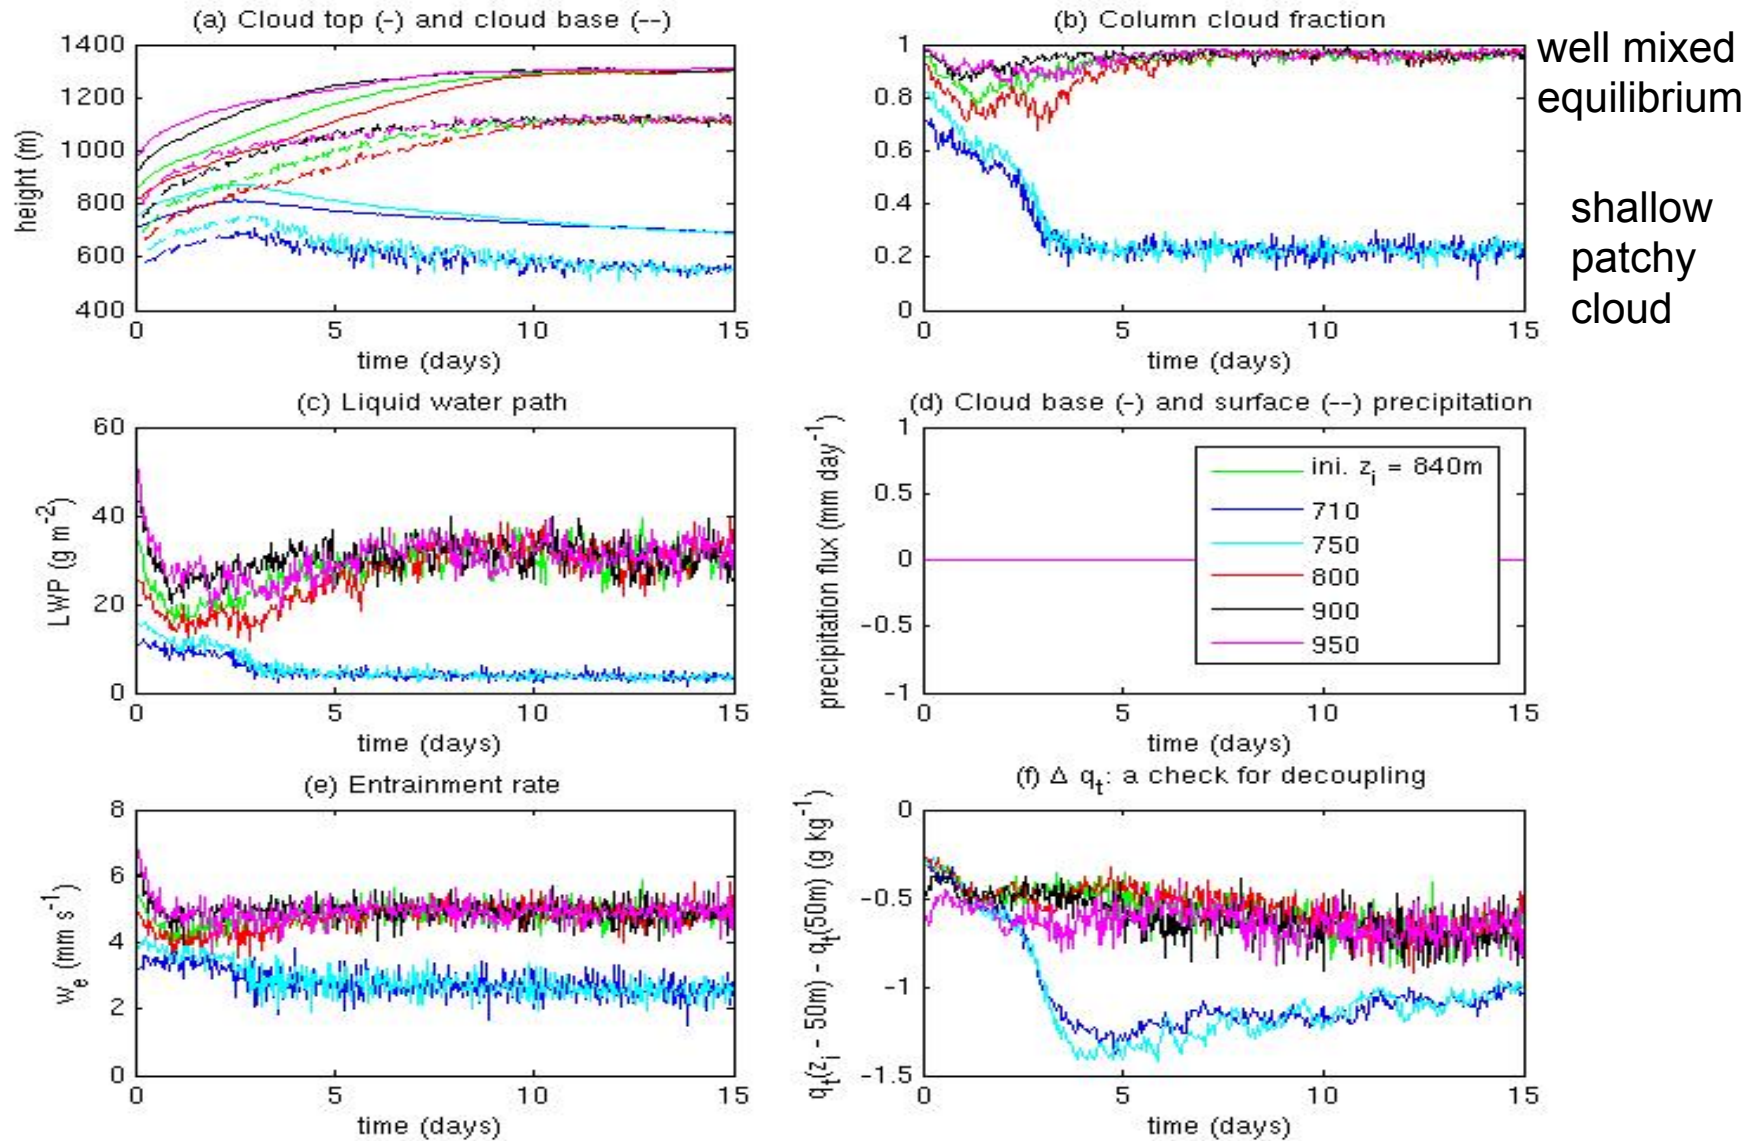 (a) Cloud top (-) and cloud base (--)
1400
1200
1000
800
600
400
height (m)
0 5 10 15
time (days)
(b) Column cloud fraction
1
0.8
0.6
0.4
0.2
0
0 5 10 15
time (days)
well mixed
equilibrium
shallow
patchy
cloud
(c) Liquid water path
60
40
20
0
LWP (g m⁻²)
0 5 10 15
time (days)
(d) Cloud base (-) and surface (--) precipitation
1
0.5
0
-0.5
-1
precipitation flux (mm day⁻¹)
ini. zᵢ = 840m
710
750
800
900
950
0 5 10 15
time (days)
(e) Entrainment rate
8
6
4
2
0
wₑ (mm s⁻¹)
0 5 10 15
time (days)
(f) Δ qₜ: a check for decoupling
0
-0.5
-1
-1.5
qₜ(zᵢ - 50m) - qₜ(50m) (g kg⁻¹)
0 5 10 15
time (days)